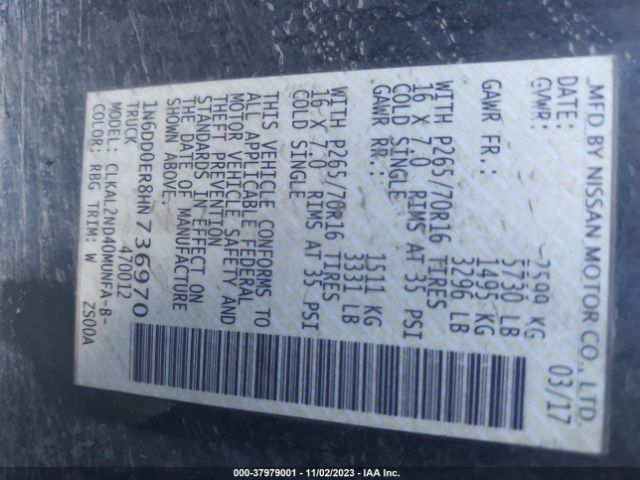 MFD BY NISSAN MOTOR CO., LTD.
DATE: 03/17
GVWR: 2599 KG
5730 LB
GAWR FR.: 1495 KG
3296 LB
WITH P265/70R16 TIRES
16 X 7.0 RIMS AT 35 PSI
COLD SINGLE
GAWR RR.: 1511 KG
3331 LB
WITH P265/70R16 TIRES
16 X 7.0 RIMS AT 35 PSI
COLD SINGLE
THIS VEHICLE CONFORMS TO
ALL APPLICABLE FEDERAL
MOTOR VEHICLE SAFETY AND
THEFT PREVENTION
STANDARDS IN EFFECT ON
THE DATE OF MANUFACTURE
SHOWN ABOVE.
1N6DD0ER8HN736970
TRUCK 470012
MODEL: CLKAL2ND40MUNFA-B-
COLOR: RBG TRIM: W ZS00A
000-37979001 - 11/02/2023 - IAA Inc.